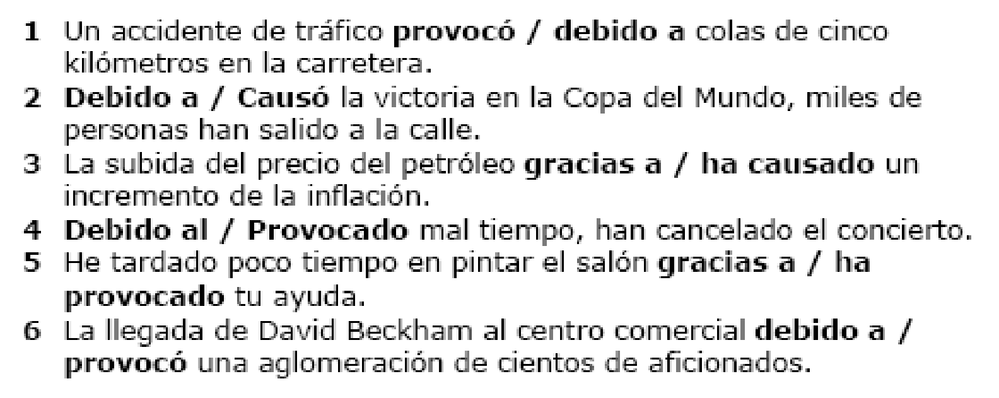 1 Un accidente de tráfico provocó / debido a colas de cinco
kilómetros en la carretera.
2 Debido a / Causó la victoria en la Copa del Mundo, miles de
personas han salido a la calle.
3 La subida del precio del petróleo gracias a / ha causado un
incremento de la inflación.
4 Debido al / Provocado mal tiempo, han cancelado el concierto.
5 He tardado poco tiempo en pintar el salón gracias a / ha
provocado tu ayuda.
6 La llegada de David Beckham al centro comercial debido a /
provocó una aglomeración de cientos de aficionados.